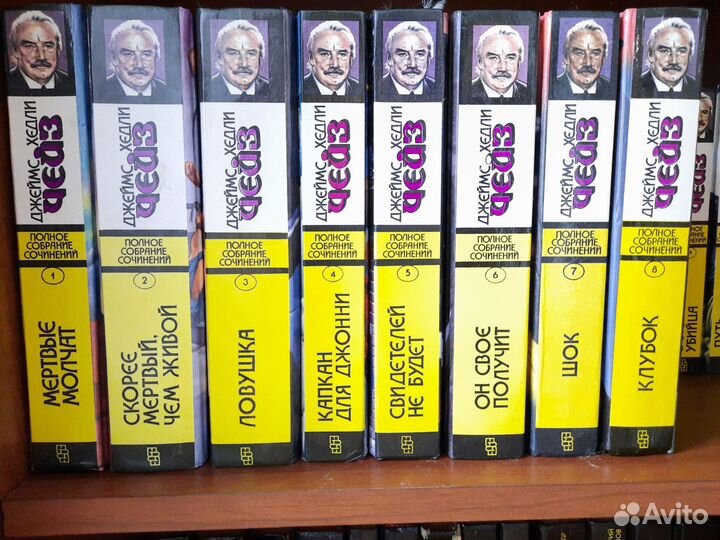 ДЖЕЙМС ХЕДЛИ
ЧЕЙЗ
ПОЛНОЕ
СОБРАНИЕ
СОЧИНЕНИЙ
1
МЕРТВЫЕ
МОЛЧАТ
ДЖЕЙМС ХЕДЛИ
ЧЕЙЗ
ПОЛНОЕ
СОБРАНИЕ
СОЧИНЕНИЙ
2
СКОРЕЕ
МЕРТВЫЙ,
ЧЕМ ЖИВОЙ
ДЖЕЙМС ХЕДЛИ
ЧЕЙЗ
ПОЛНОЕ
СОБРАНИЕ
СОЧИНЕНИЙ
3
ЛОВУШКА
ДЖЕЙМС ХЕДЛИ
ЧЕЙЗ
ПОЛНОЕ
СОБРАНИЕ
СОЧИНЕНИЙ
4
КАПКАН
ДЛЯ ДЖОННИ
ДЖЕЙМС ХЕДЛИ
ЧЕЙЗ
ПОЛНОЕ
СОБРАНИЕ
СОЧИНЕНИЙ
5
СВИДЕТЕЛЕЙ
НЕ БУДЕТ
ДЖЕЙМС ХЕДЛИ
ЧЕЙЗ
ПОЛНОЕ
СОБРАНИЕ
СОЧИНЕНИЙ
6
ОН СВОЕ
ПОЛУЧИТ
ДЖЕЙМС ХЕДЛИ
ЧЕЙЗ
ПОЛНОЕ
СОБРАНИЕ
СОЧИНЕНИЙ
7
ШОК
ДЖЕЙМС ХЕДЛИ
ЧЕЙЗ
ПОЛНОЕ
СОБРАНИЕ
СОЧИНЕНИЙ
8
КЛУБОК
ЧЕЙЗ
УБИЙЦА
Avito